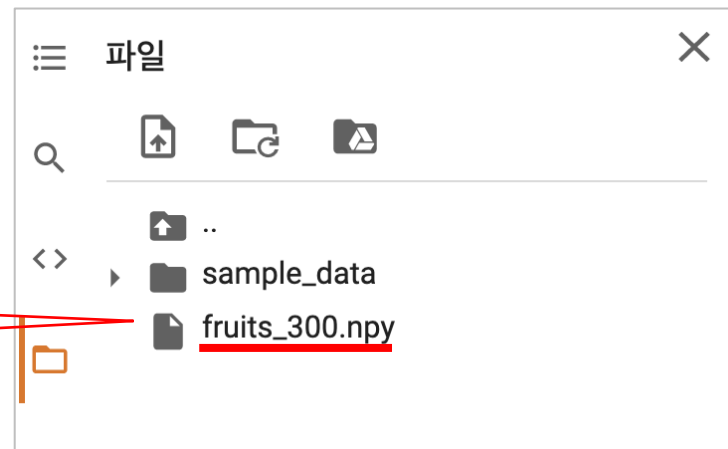 파일
..
sample_data
fruits_300.npy